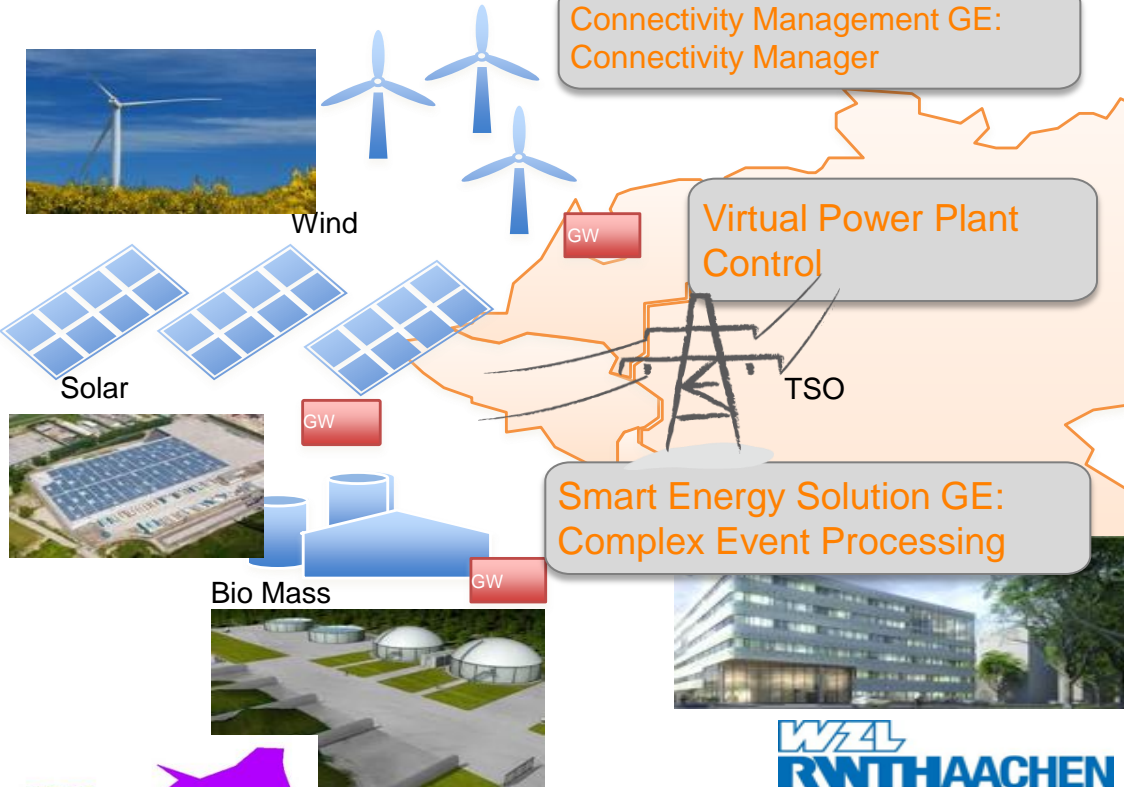 Connectivity Management GE:
Connectivity Manager
Wind
GW
Virtual Power Plant
Control
Solar
TSO
GW
Smart Energy Solution GE:
Complex Event Processing
GW
Bio Mass
WZL
RWTHAACHEN